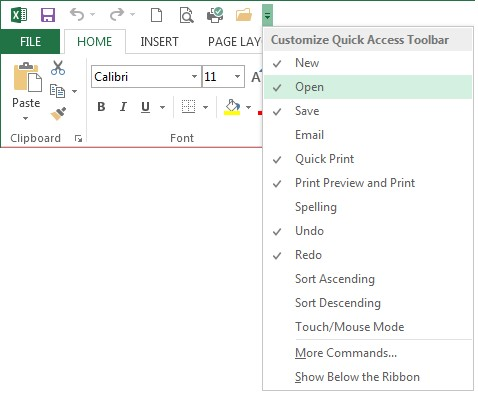 Customize Quick Access Toolbar
FILE HOME INSERT PAGE LAY
New
Open
Save
Email
Quick Print
Print Preview and Print
Spelling
Undo
Redo
Sort Ascending
Sort Descending
Touch/Mouse Mode
More Commands...
Show Below the Ribbon
Calibri 11 A
Paste
B I U
Clipboard Font